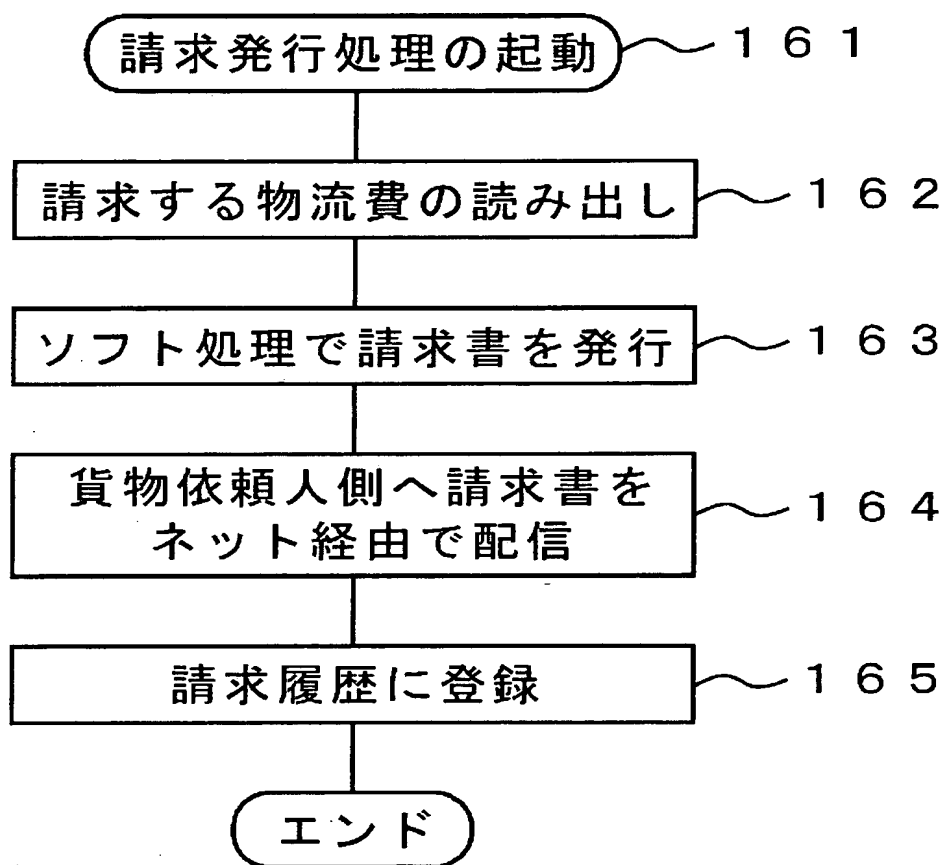 請求発行処理の起動 161
請求する物流費の読み出し 162
ソフト処理で請求書を発行 163
貨物依頼人側へ請求書を
ネット経由で配信 164
請求履歴に登録 165
エンド